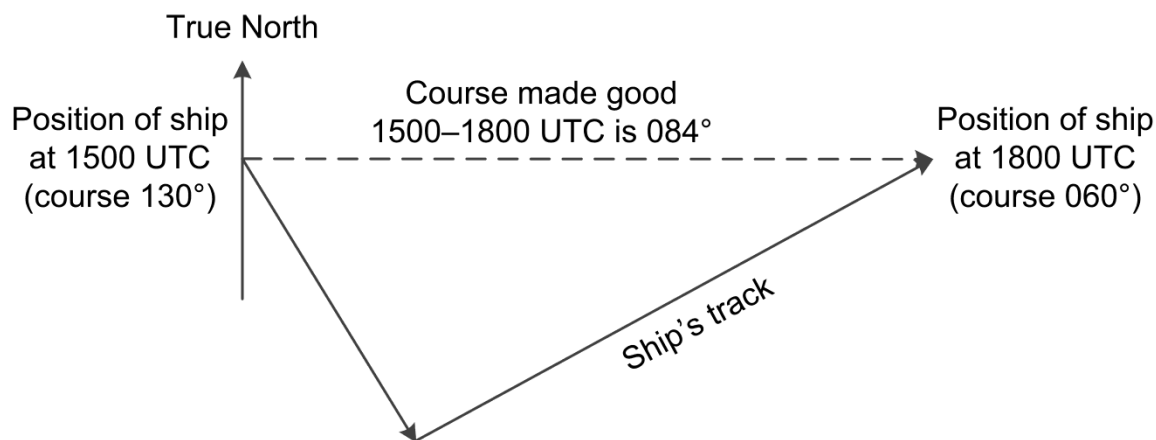 True North
Position of ship
at 1500 UTC
(course 130°)
Course made good
1500–1800 UTC is 084°
Position of ship
at 1800 UTC
(course 060°)
Ship’s track